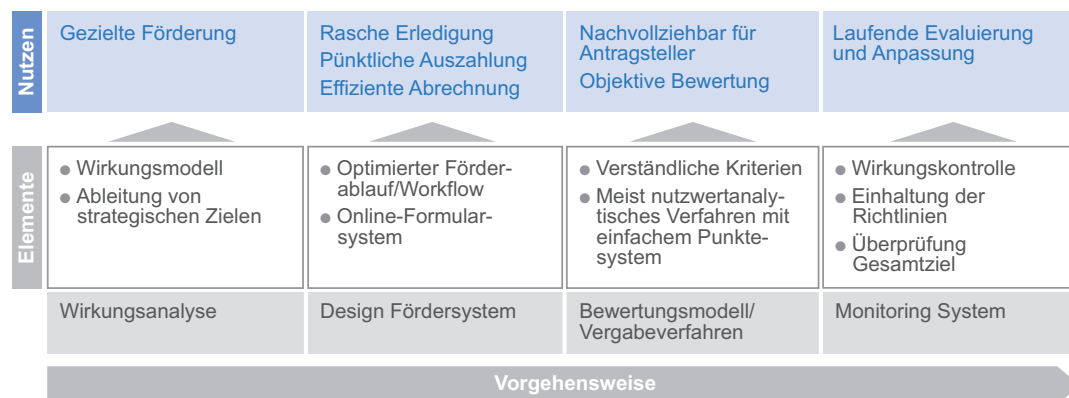 Nutzen
Gezielte Förderung
Rasche Erledigung
Pünktliche Auszahlung
Effiziente Abrechnung
Nachvollziehbar für
Antragsteller
Objektive Bewertung
Laufende Evaluierung
und Anpassung
Elemente
● Wirkungsmodell
● Ableitung von
strategischen Zielen
● Optimierter Förder-
ablauf/Workflow
● Online-Formular-
system
● Verständliche Kriterien
● Meist nutzwertanaly-
tisches Verfahren mit
einfachem Punkte-
system
● Wirkungskontrolle
● Einhaltung der
Richtlinien
● Überprüfung
Gesamtziel
Wirkungsanalyse
Design Fördersystem
Bewertungsmodell/
Vergabeverfahren
Monitoring System
Vorgehensweise